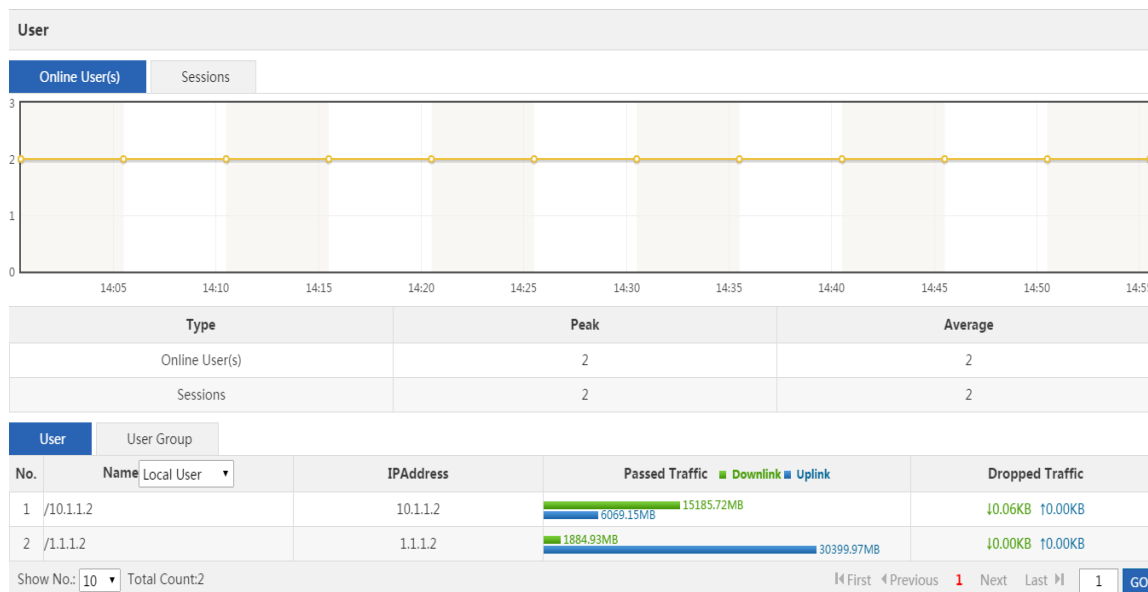 User
Online User(s) Sessions
3
2
1
0
14:05 14:10 14:15 14:20 14:25 14:30 14:35 14:40 14:45 14:50 14:5
Type Peak Average
Online User(s) 2 2
Sessions 2 2
User User Group
No. Name Local User IPAddress Passed Traffic Downlink Uplink Dropped Traffic
1 /10.1.1.2 10.1.1.2 15185.72MB 6069.15MB ↓0.06KB ↑0.00KB
2 /1.1.1.2 1.1.1.2 1884.93MB 30399.97MB ↓0.00KB ↑0.00KB
Show No.: 10 Total Count:2 First Previous 1 Next Last 1 GO